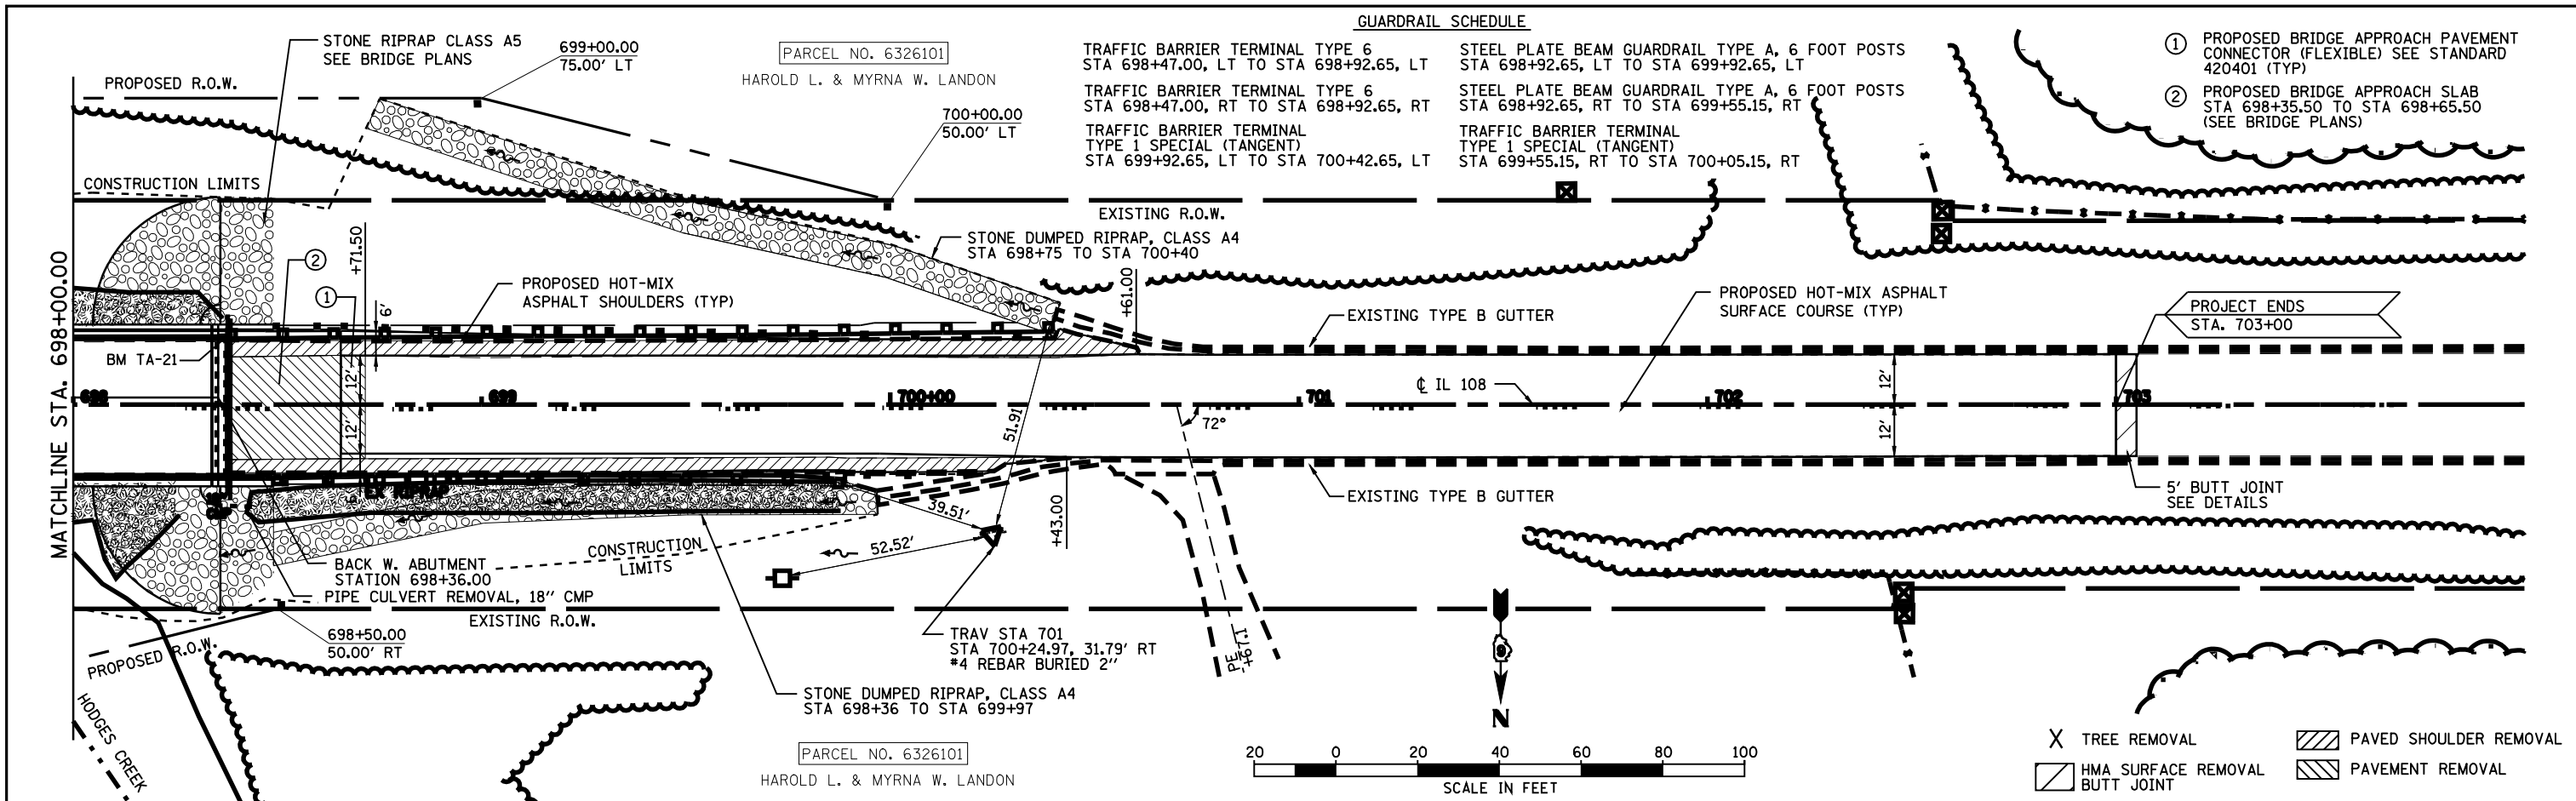 GUARDRAIL SCHEDULE
TRAFFIC BARRIER TERMINAL TYPE 6
STA 698+47.00, LT TO STA 698+92.65, LT
TRAFFIC BARRIER TERMINAL TYPE 6
STA 698+47.00, RT TO STA 698+92.65, RT
TRAFFIC BARRIER TERMINAL
TYPE 1 SPECIAL (TANGENT)
STA 699+92.65, LT TO STA 700+42.65, LT
STEEL PLATE BEAM GUARDRAIL TYPE A, 6 FOOT POSTS
STA 698+92.65, LT TO STA 699+92.65, LT
STEEL PLATE BEAM GUARDRAIL TYPE A, 6 FOOT POSTS
STA 698+92.65, RT TO STA 699+55.15, RT
TRAFFIC BARRIER TERMINAL
TYPE 1 SPECIAL (TANGENT)
STA 699+55.15, RT TO STA 700+05.15, RT
1 PROPOSED BRIDGE APPROACH PAVEMENT
CONNECTOR (FLEXIBLE) SEE STANDARD
420401 (TYP)
2 PROPOSED BRIDGE APPROACH SLAB
STA 698+35.50 TO STA 698+65.50
(SEE BRIDGE PLANS)
STONE RIPRAP CLASS A5
SEE BRIDGE PLANS
699+00.00
75.00' LT
PARCEL NO. 6326101
HAROLD L. & MYRNA W. LANDON
PROPOSED R.O.W.
700+00.00
50.00' LT
CONSTRUCTION LIMITS
EXISTING R.O.W.
STONE DUMPED RIPRAP, CLASS A4
STA 698+75 TO STA 700+40
+71.50
2
1
6'
PROPOSED HOT-MIX
ASPHALT SHOULDERS (TYP)
+61.00
PROPOSED HOT-MIX ASPHALT
SURFACE COURSE (TYP)
EXISTING TYPE B GUTTER
PROJECT ENDS
STA. 703+00
MATCHLINE STA. 698+00.00
BM TA-21
12'
12'
698
699
700+00
701
702
703
℄ IL 108
12'
12'
51.91'
72°
6'
EX RIPRAP
18"
CMP
39.51'
52.52'
+43.00
EXISTING TYPE B GUTTER
5' BUTT JOINT
SEE DETAILS
CONSTRUCTION
LIMITS
BACK W. ABUTMENT
STATION 698+36.00
PIPE CULVERT REMOVAL, 18" CMP
EXISTING R.O.W.
698+50.00
50.00' RT
PROPOSED R.O.W.
TRAV STA 701
STA 700+24.97, 31.79' RT
#4 REBAR BURIED 2"
PE
+67.1
STONE DUMPED RIPRAP, CLASS A4
STA 698+36 TO STA 699+97
HODGES CREEK
PARCEL NO. 6326101
HAROLD L. & MYRNA W. LANDON
N
20 0 20 40 60 80 100
SCALE IN FEET
X TREE REMOVAL
HMA SURFACE REMOVAL
BUTT JOINT
PAVED SHOULDER REMOVAL
PAVEMENT REMOVAL